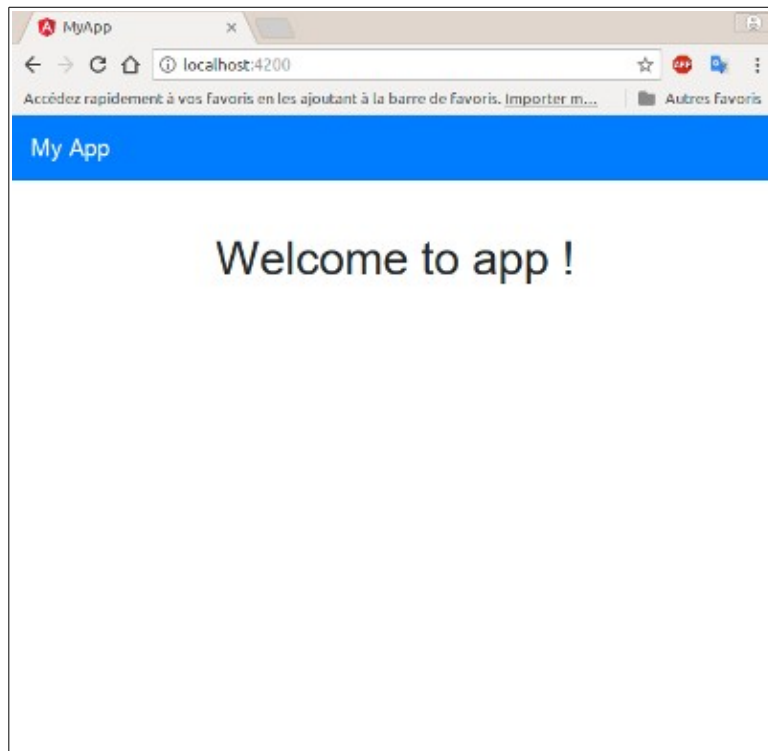 MyApp
localhost:4200
Accédez rapidement à vos favoris en les ajoutant à la barre de favoris. Importer m...
Autres favoris
My App
Welcome to app !